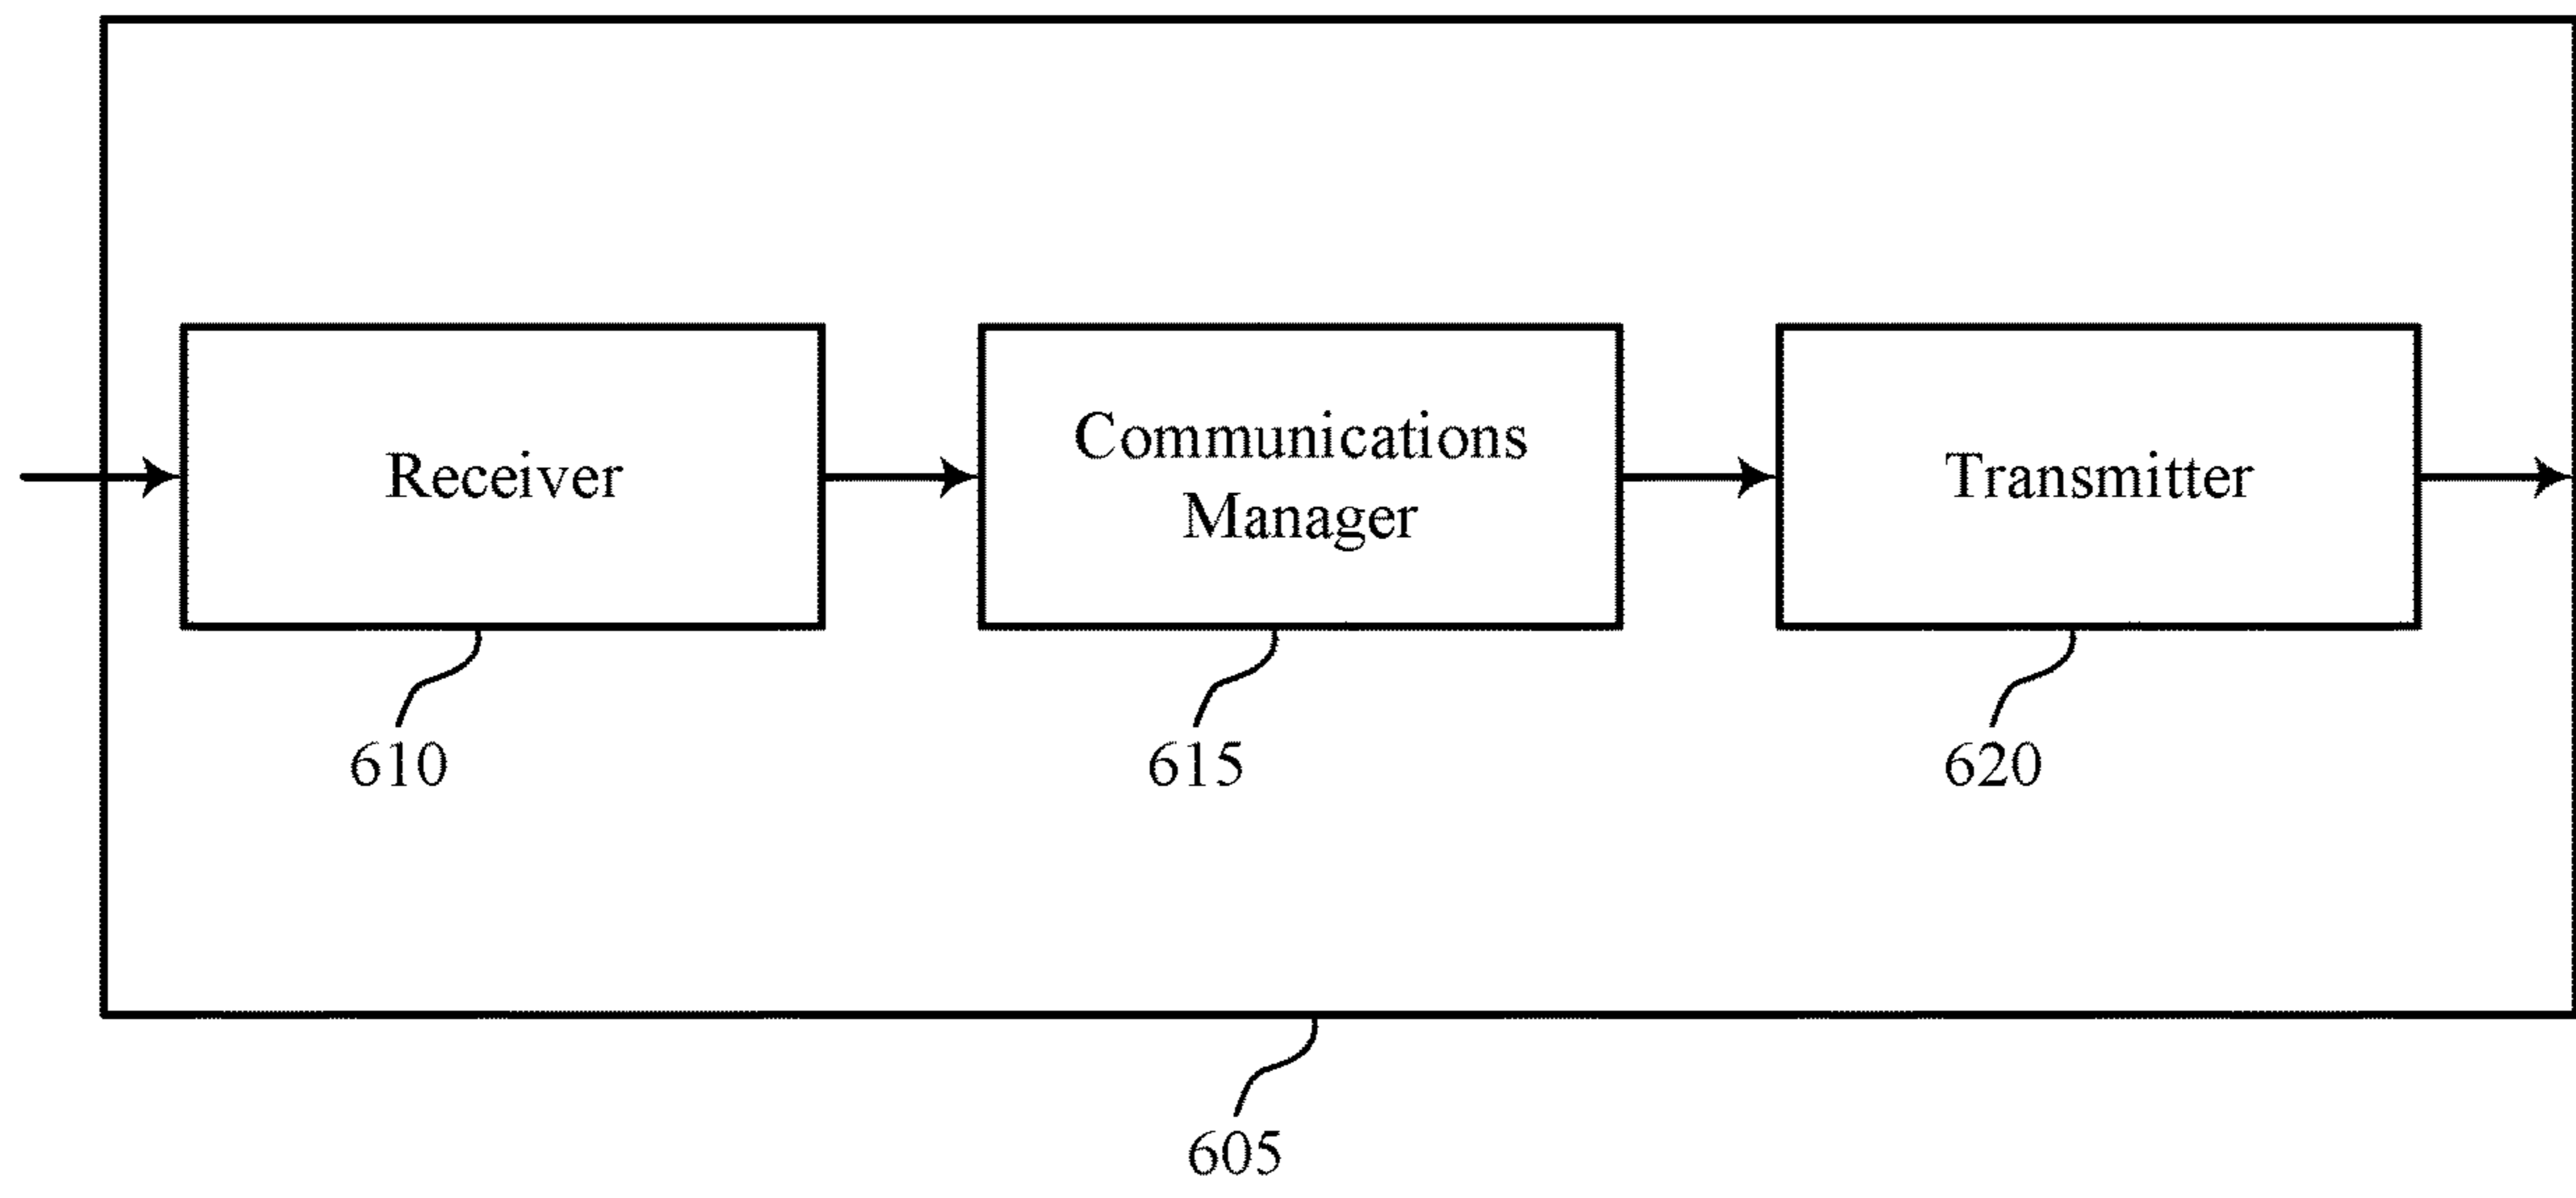 Receiver
Communications
Manager
Transmitter
610
615
620
605